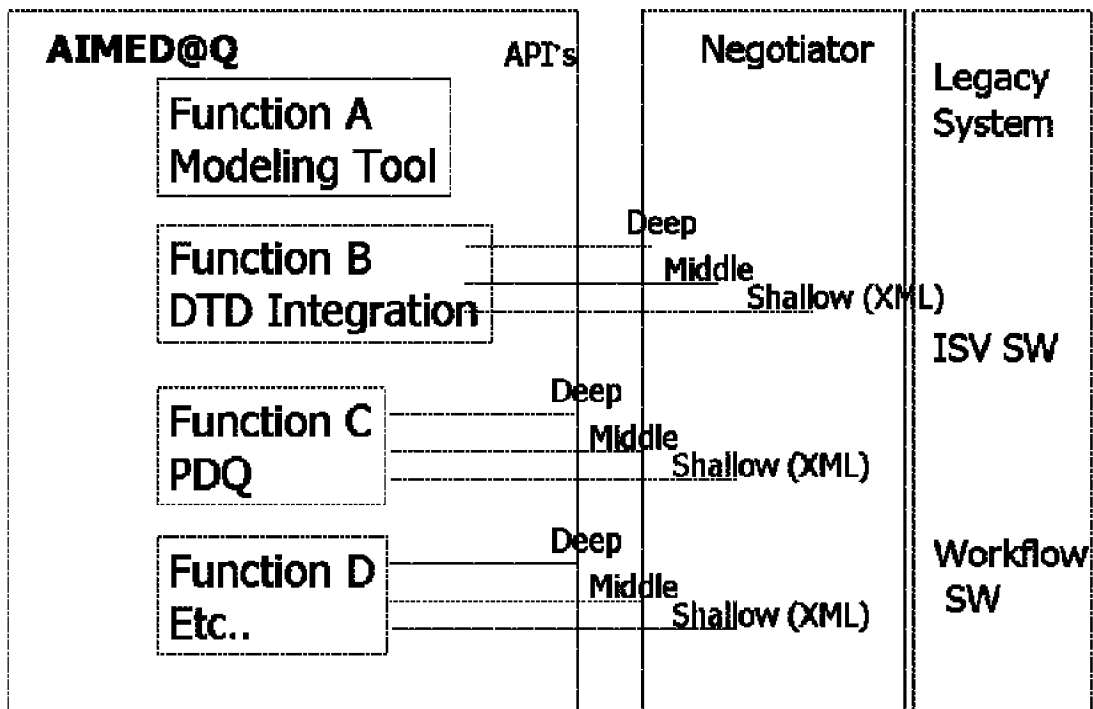 AIMED@Q
API's
Negotiator
Legacy
System
Function A
Modeling Tool
Function B
DTD Integration
Deep
Middle
Shallow (XML)
ISV SW
Function C
PDQ
Deep
Middle
Shallow (XML)
Function D
Etc..
Deep
Middle
Shallow (XML)
Workflow
SW